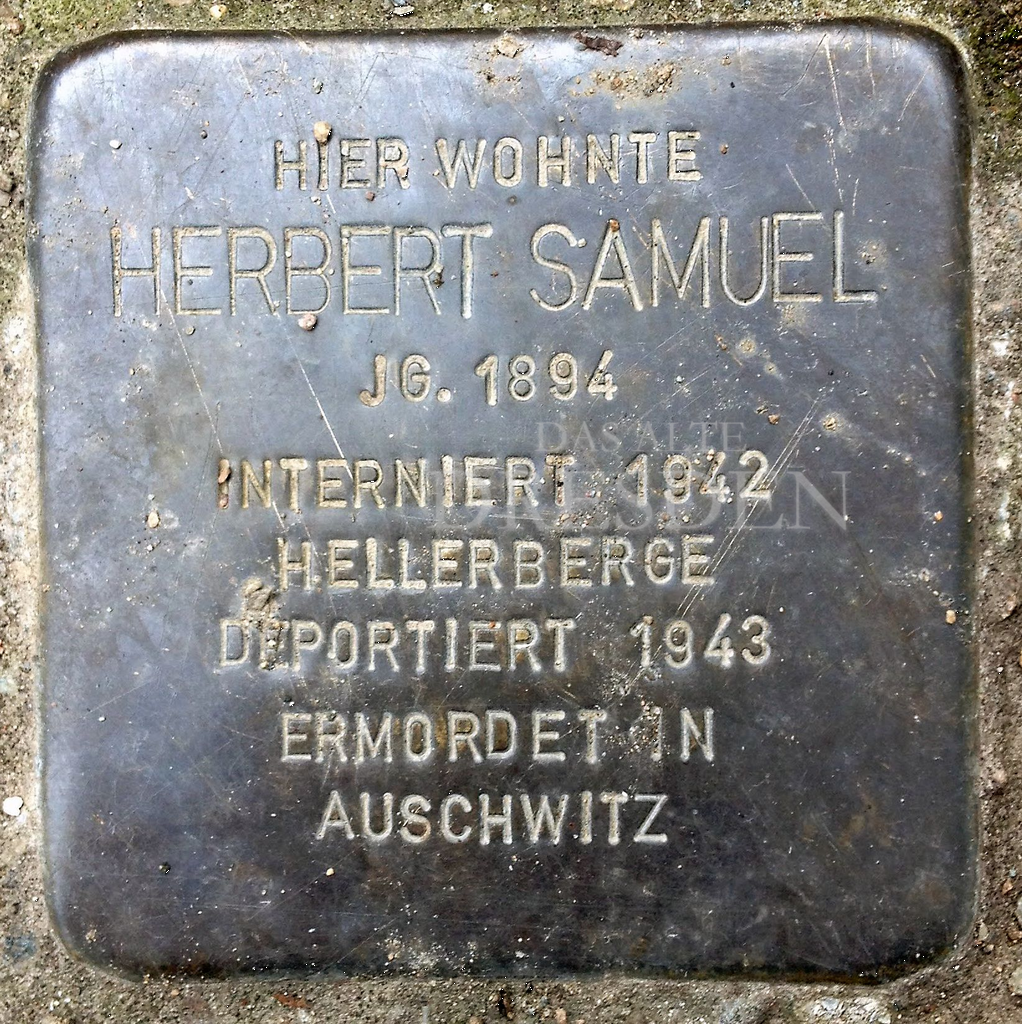 HIER WOHNTE
HERBERT SAMUEL
JG. 1894
DAS ALTE
DRESDEN
INTERNIERT 1942
HELLERBERGE
DEPORTIERT 1943
ERMORDET IN
AUSCHWITZ